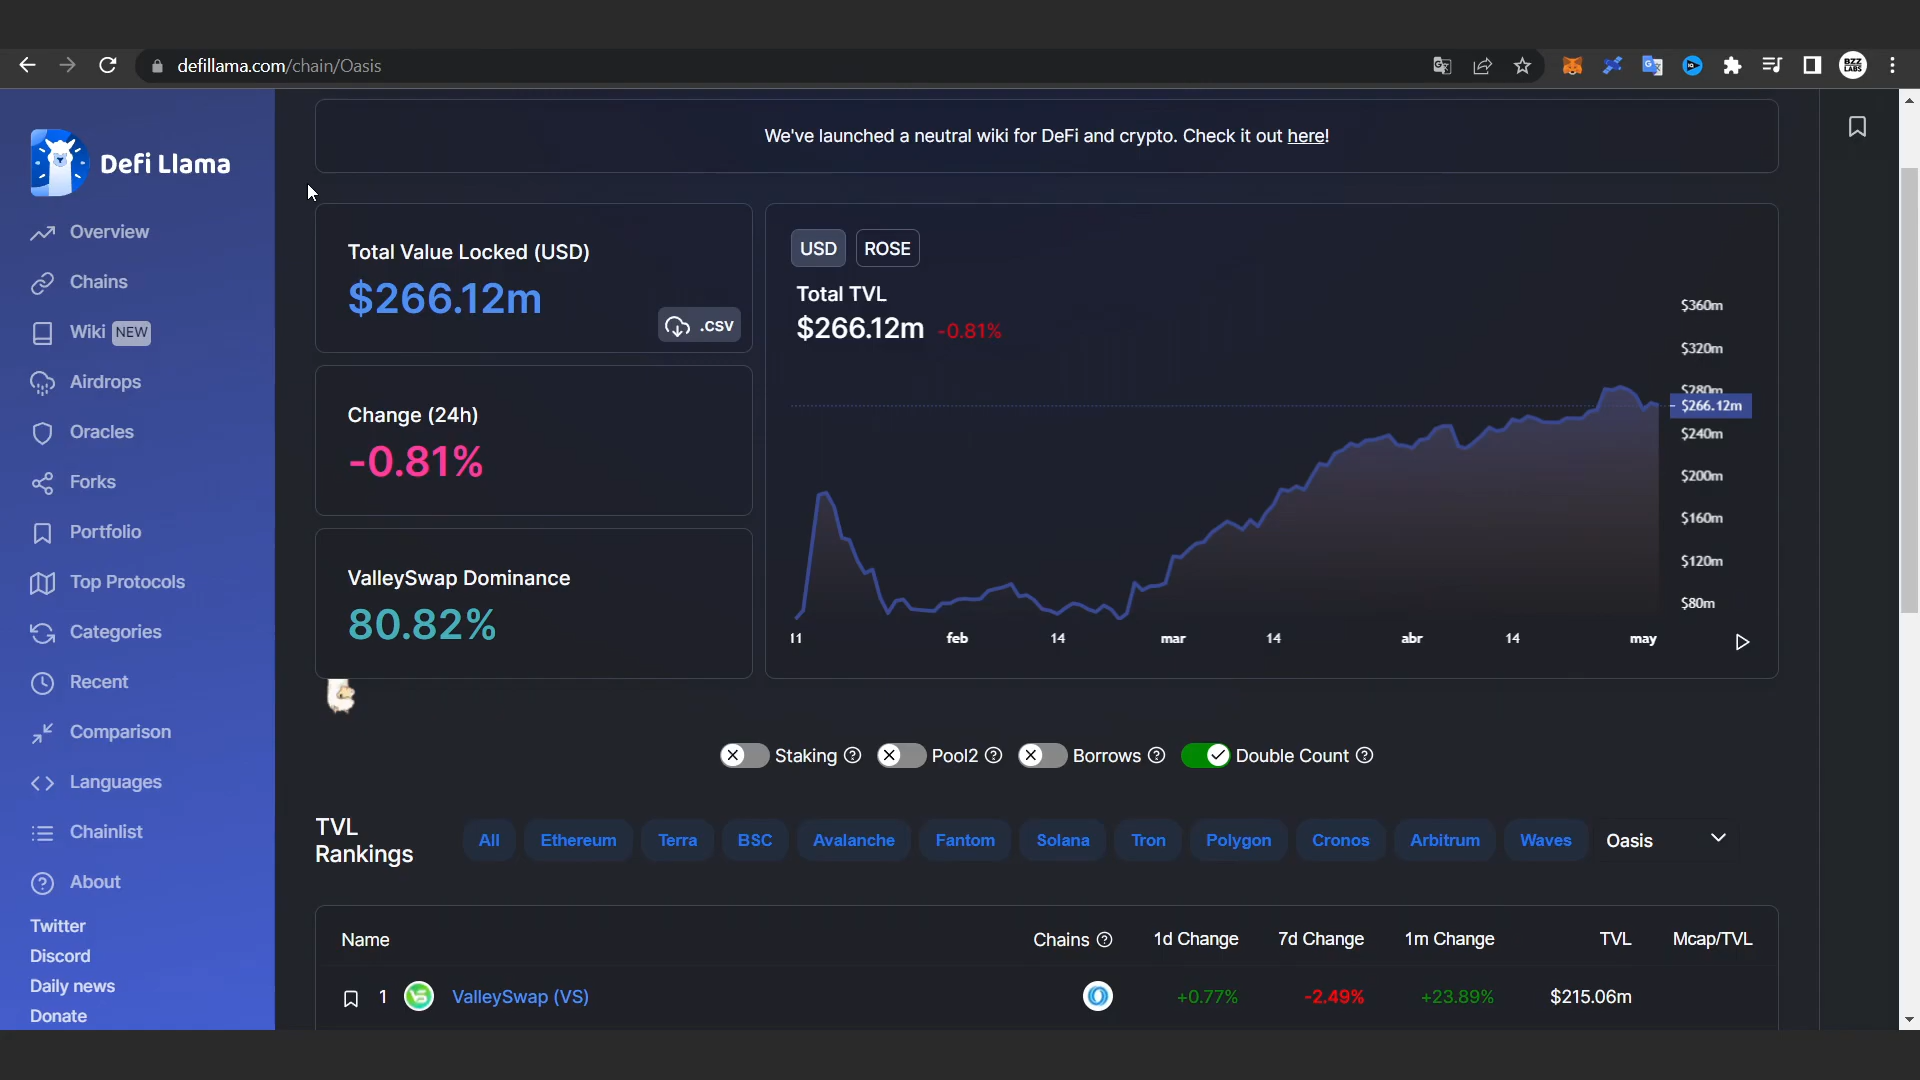 defillama.com/chain/Oasis
BZZ
LABS
Defi Llama
Overview
Chains
Wiki NEW
Airdrops
Oracles
Forks
Portfolio
Top Protocols
Categories
Recent
Comparison
Languages
Chainlist
About
Twitter
Discord
Daily news
Donate
We've launched a neutral wiki for DeFi and crypto. Check it out here!
Total Value Locked (USD)
$266.12m
.csv
Change (24h)
-0.81%
ValleySwap Dominance
80.82%
USD ROSE
Total TVL
$266.12m -0.81%
$360m
$320m
$280m
$266.12m
$240m
$200m
$160m
$120m
$80m
11 feb 14 mar 14 abr 14 may
Staking Pool2 Borrows Double Count
TVL
Rankings
All Ethereum Terra BSC Avalanche Fantom Solana Tron Polygon Cronos Arbitrum Waves Oasis
Name Chains 1d Change 7d Change 1m Change TVL Mcap/TVL
1 ValleySwap (VS) +0.77% -2.49% +23.89% $215.06m